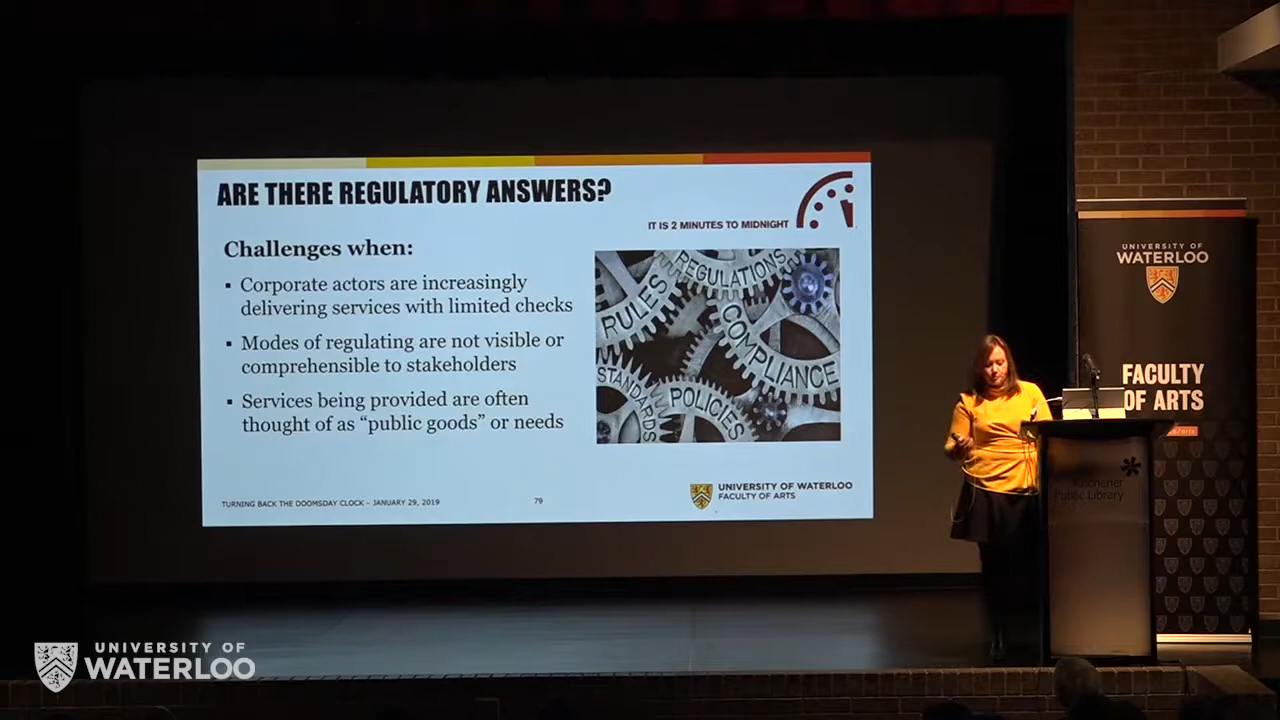 ARE THERE REGULATORY ANSWERS?
IT IS 2 MINUTES TO MIDNIGHT
Challenges when:
▪ Corporate actors are increasingly
delivering services with limited checks
▪ Modes of regulating are not visible or
comprehensible to stakeholders
▪ Services being provided are often
thought of as “public goods” or needs
REGULATIONS
RULES
COMPLIANCE
STANDARDS
POLICIES
TURNING BACK THE DOOMSDAY CLOCK – JANUARY 29, 2019
79
UNIVERSITY OF WATERLOO
FACULTY OF ARTS
UNIVERSITY OF
WATERLOO
FACULTY
OF ARTS
Kitchener
Public Library
UNIVERSITY OF
WATERLOO